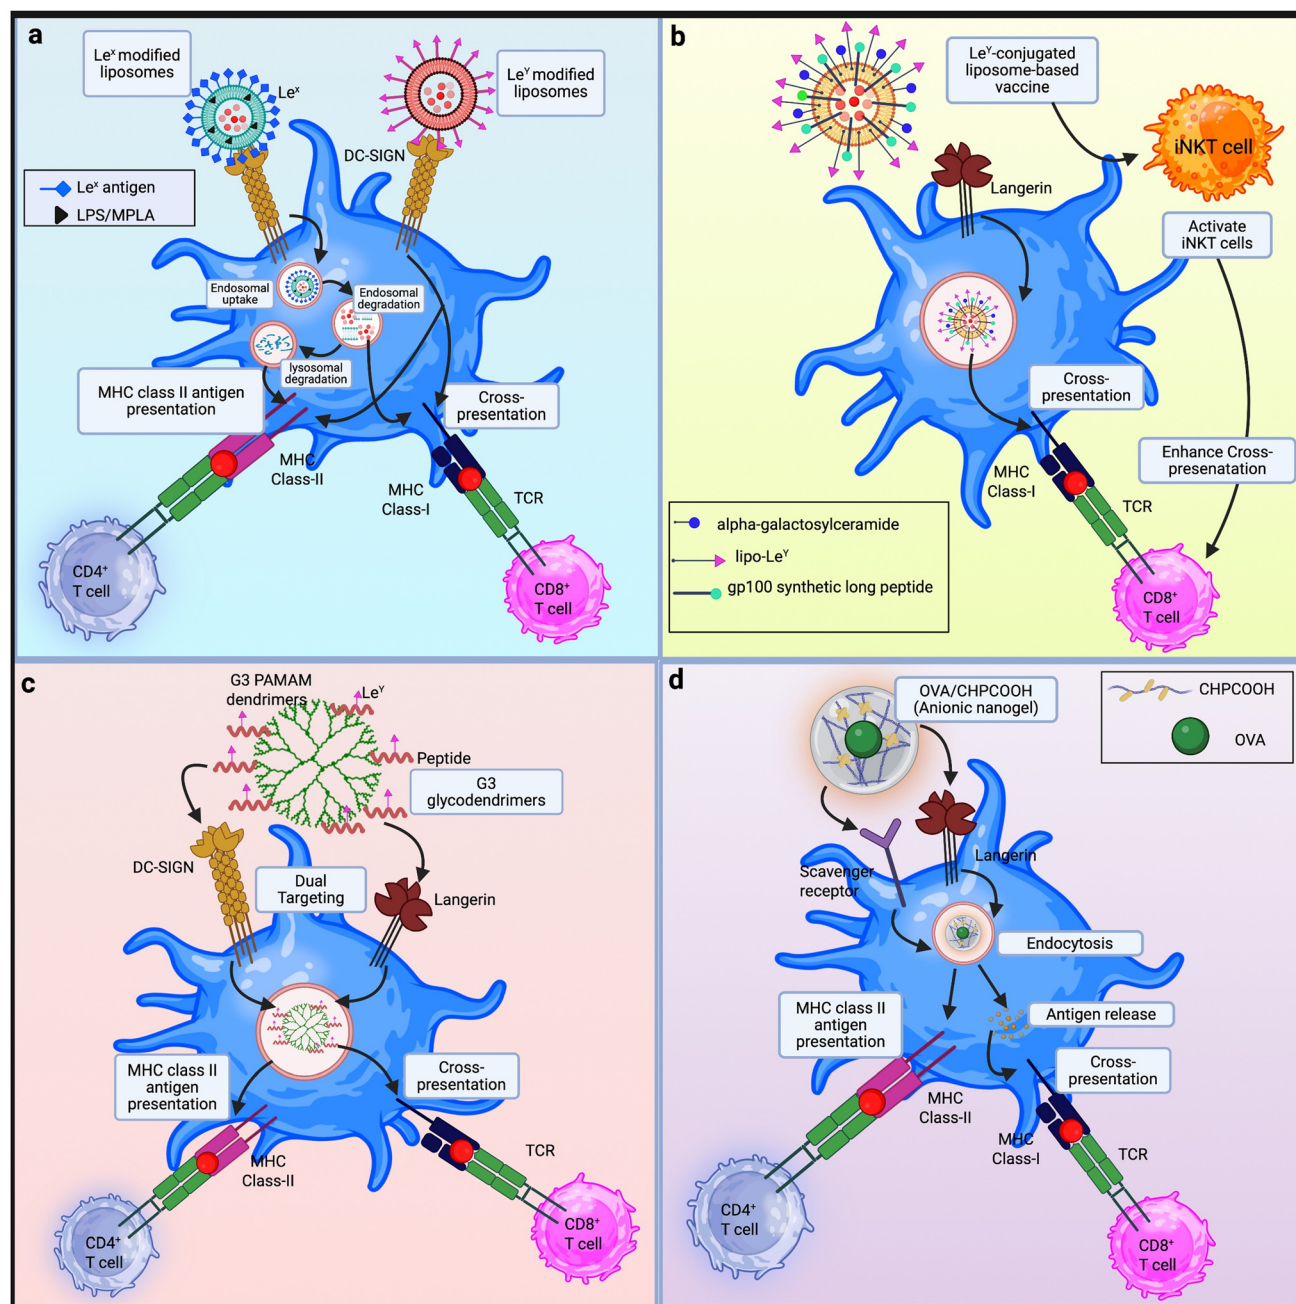 a
Leˣ modified
liposomes
Leˣ
Leʸ modified
liposomes
DC-SIGN
Leˣ antigen
LPS/MPLA
Endosomal
uptake
Endosomal
degradation
lysosomal
degradation
MHC class II antigen
presentation
Cross-
presentation
MHC
Class-II
MHC
Class-I
TCR
CD4⁺
T cell
CD8⁺
T cell
b
Leʸ-conjugated
liposome-based
vaccine
iNKT cell
Langerin
Activate
iNKT cells
Cross-
presentation
Enhance Cross-
presenatation
MHC
Class-I
TCR
alpha-galactosylceramide
lipo-Leʸ
gp100 synthetic long peptide
CD8⁺
T cell
c
G3 PAMAM
dendrimers
Leʸ
Peptide
G3
glycodendrimers
DC-SIGN
Dual
Targeting
Langerin
MHC class II
antigen
presentation
Cross-
presentation
MHC
Class-II
TCR
CD4⁺
T cell
CD8⁺
T cell
d
OVA/CHPCOOH
(Anionic nanogel)
CHPCOOH
OVA
Scavenger
receptor
Langerin
Endocytosis
MHC class II
antigen
presentation
Antigen release
Cross-
presentation
MHC
Class-II
MHC
Class-I
TCR
CD4⁺
T cell
CD8⁺
T cell